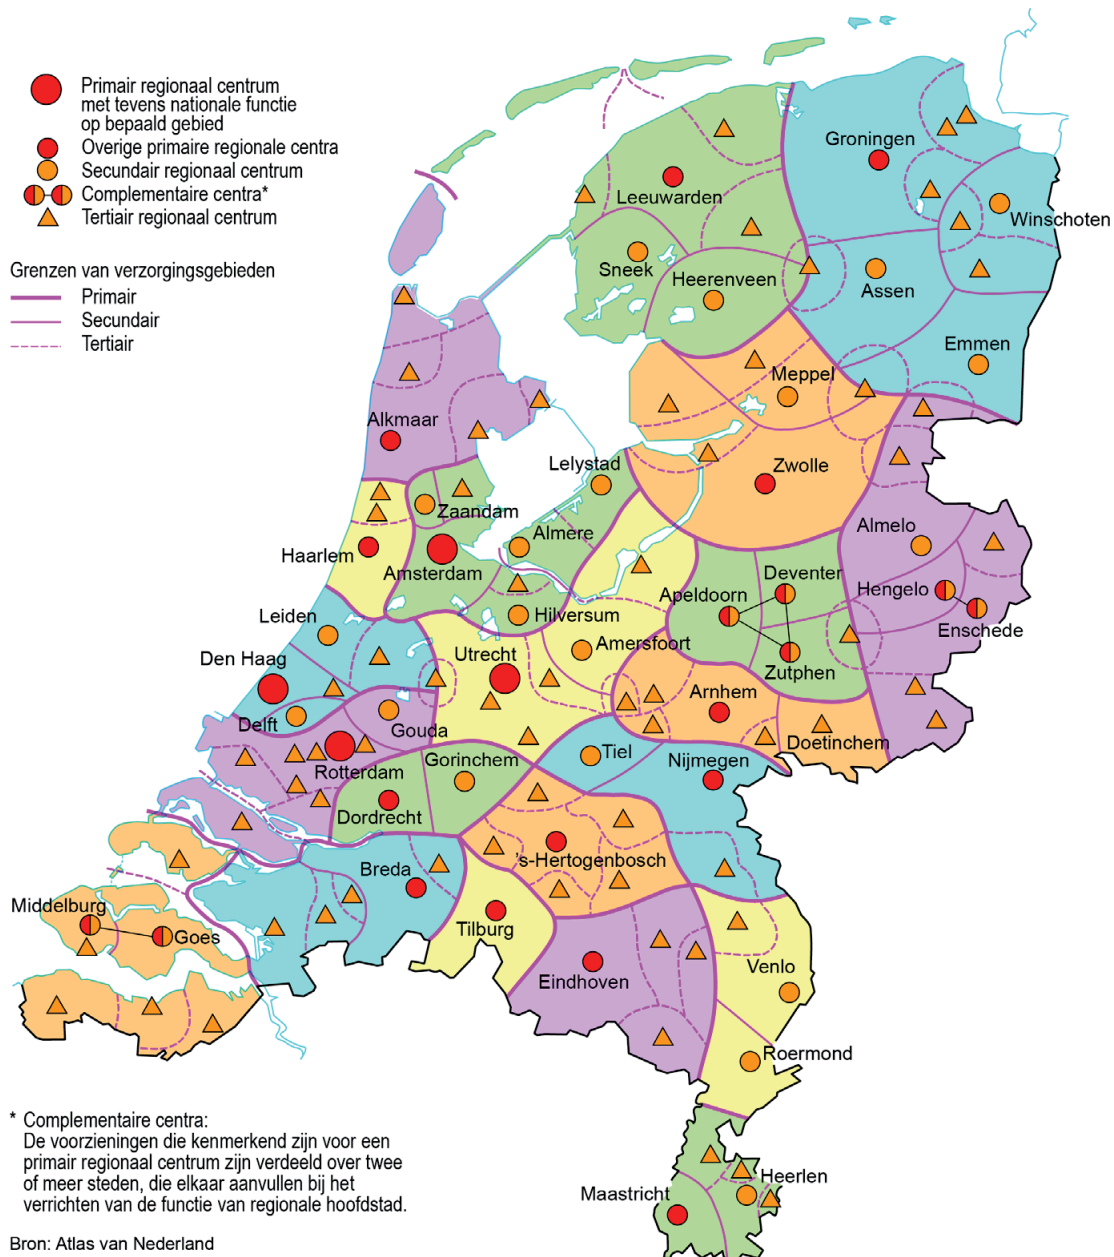 Primair regionaal centrum
met tevens nationale functie
op bepaald gebied
Overige primaire regionale centra
Secundair regionaal centrum
Complementaire centra*
Tertiair regionaal centrum
Grenzen van verzorgingsgebieden
Primair
Secundair
Tertiair
Groningen
Leeuwarden
Winschoten
Sneek
Heerenveen
Assen
Emmen
Meppel
Alkmaar
Zwolle
Lelystad
Zaandam
Almere
Almelo
Haarlem
Amsterdam
Deventer
Apeldoorn
Hengelo
Leiden
Hilversum
Enschede
Amersfoort
Utrecht
Den Haag
Zutphen
Arnhem
Delft
Gouda
Doetinchem
Tiel
Nijmegen
Gorinchem
Rotterdam
Dordrecht
's-Hertogenbosch
Breda
Middelburg
Goes
Tilburg
Eindhoven
Venlo
Roermond
* Complementaire centra:
De voorzieningen die kenmerkend zijn voor een
primair regionaal centrum zijn verdeeld over twee
of meer steden, die elkaar aanvullen bij het
verrichten van de functie van regionale hoofdstad.
Heerlen
Maastricht
Bron: Atlas van Nederland